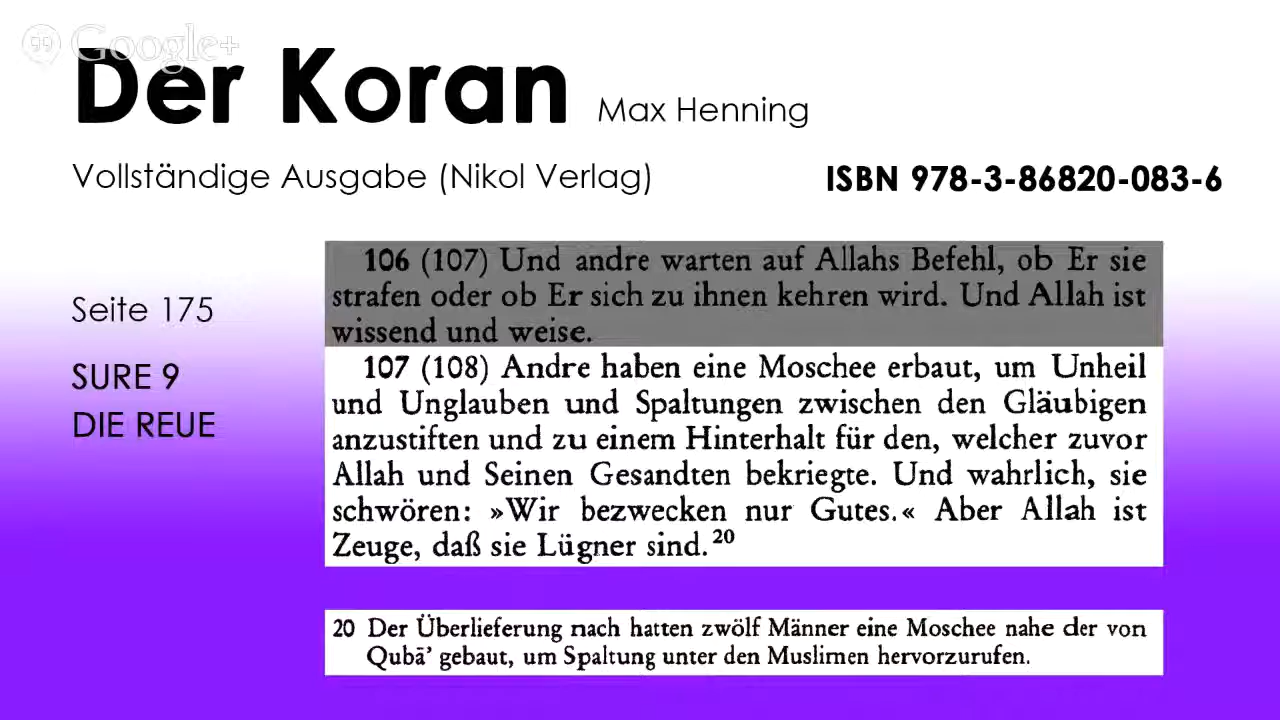 Google+
Der Koran Max Henning
Vollständige Ausgabe (Nikol Verlag)
ISBN 978-3-86820-083-6
Seite 175
SURE 9
DIE REUE
106 (107) Und andre warten auf Allahs Befehl, ob Er sie
strafen oder ob Er sich zu ihnen kehren wird. Und Allah ist
wissend und weise.
107 (108) Andre haben eine Moschee erbaut, um Unheil
und Unglauben und Spaltungen zwischen den Gläubigen
anzustiften und zu einem Hinterhalt für den, welcher zuvor
Allah und Seinen Gesandten bekriegte. Und wahrlich, sie
schwören: »Wir bezwecken nur Gutes.« Aber Allah ist
Zeuge, daß sie Lügner sind.20
20 Der Überlieferung nach hatten zwölf Männer eine Moschee nahe der von
Qubā’ gebaut, um Spaltung unter den Muslimen hervorzurufen.